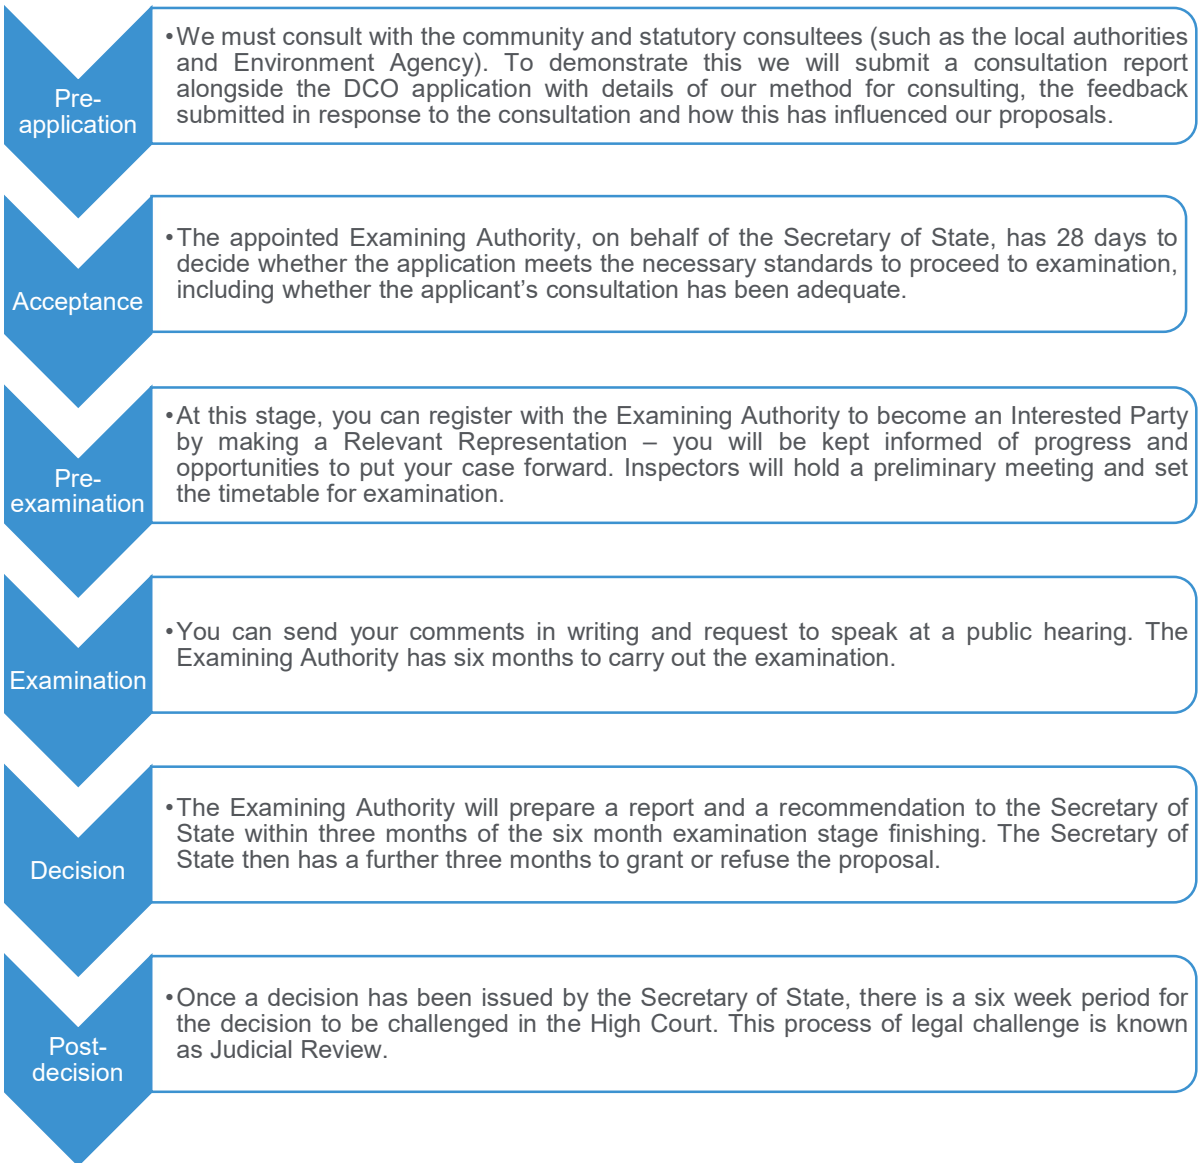 Pre-
application
•We must consult with the community and statutory consultees (such as the local authorities
and Environment Agency). To demonstrate this we will submit a consultation report
alongside the DCO application with details of our method for consulting, the feedback
submitted in response to the consultation and how this has influenced our proposals.
Acceptance
•The appointed Examining Authority, on behalf of the Secretary of State, has 28 days to
decide whether the application meets the necessary standards to proceed to examination,
including whether the applicant’s consultation has been adequate.
Pre-
examination
•At this stage, you can register with the Examining Authority to become an Interested Party
by making a Relevant Representation – you will be kept informed of progress and
opportunities to put your case forward. Inspectors will hold a preliminary meeting and set
the timetable for examination.
Examination
•You can send your comments in writing and request to speak at a public hearing. The
Examining Authority has six months to carry out the examination.
Decision
•The Examining Authority will prepare a report and a recommendation to the Secretary of
State within three months of the six month examination stage finishing. The Secretary of
State then has a further three months to grant or refuse the proposal.
Post-
decision
•Once a decision has been issued by the Secretary of State, there is a six week period for
the decision to be challenged in the High Court. This process of legal challenge is known
as Judicial Review.